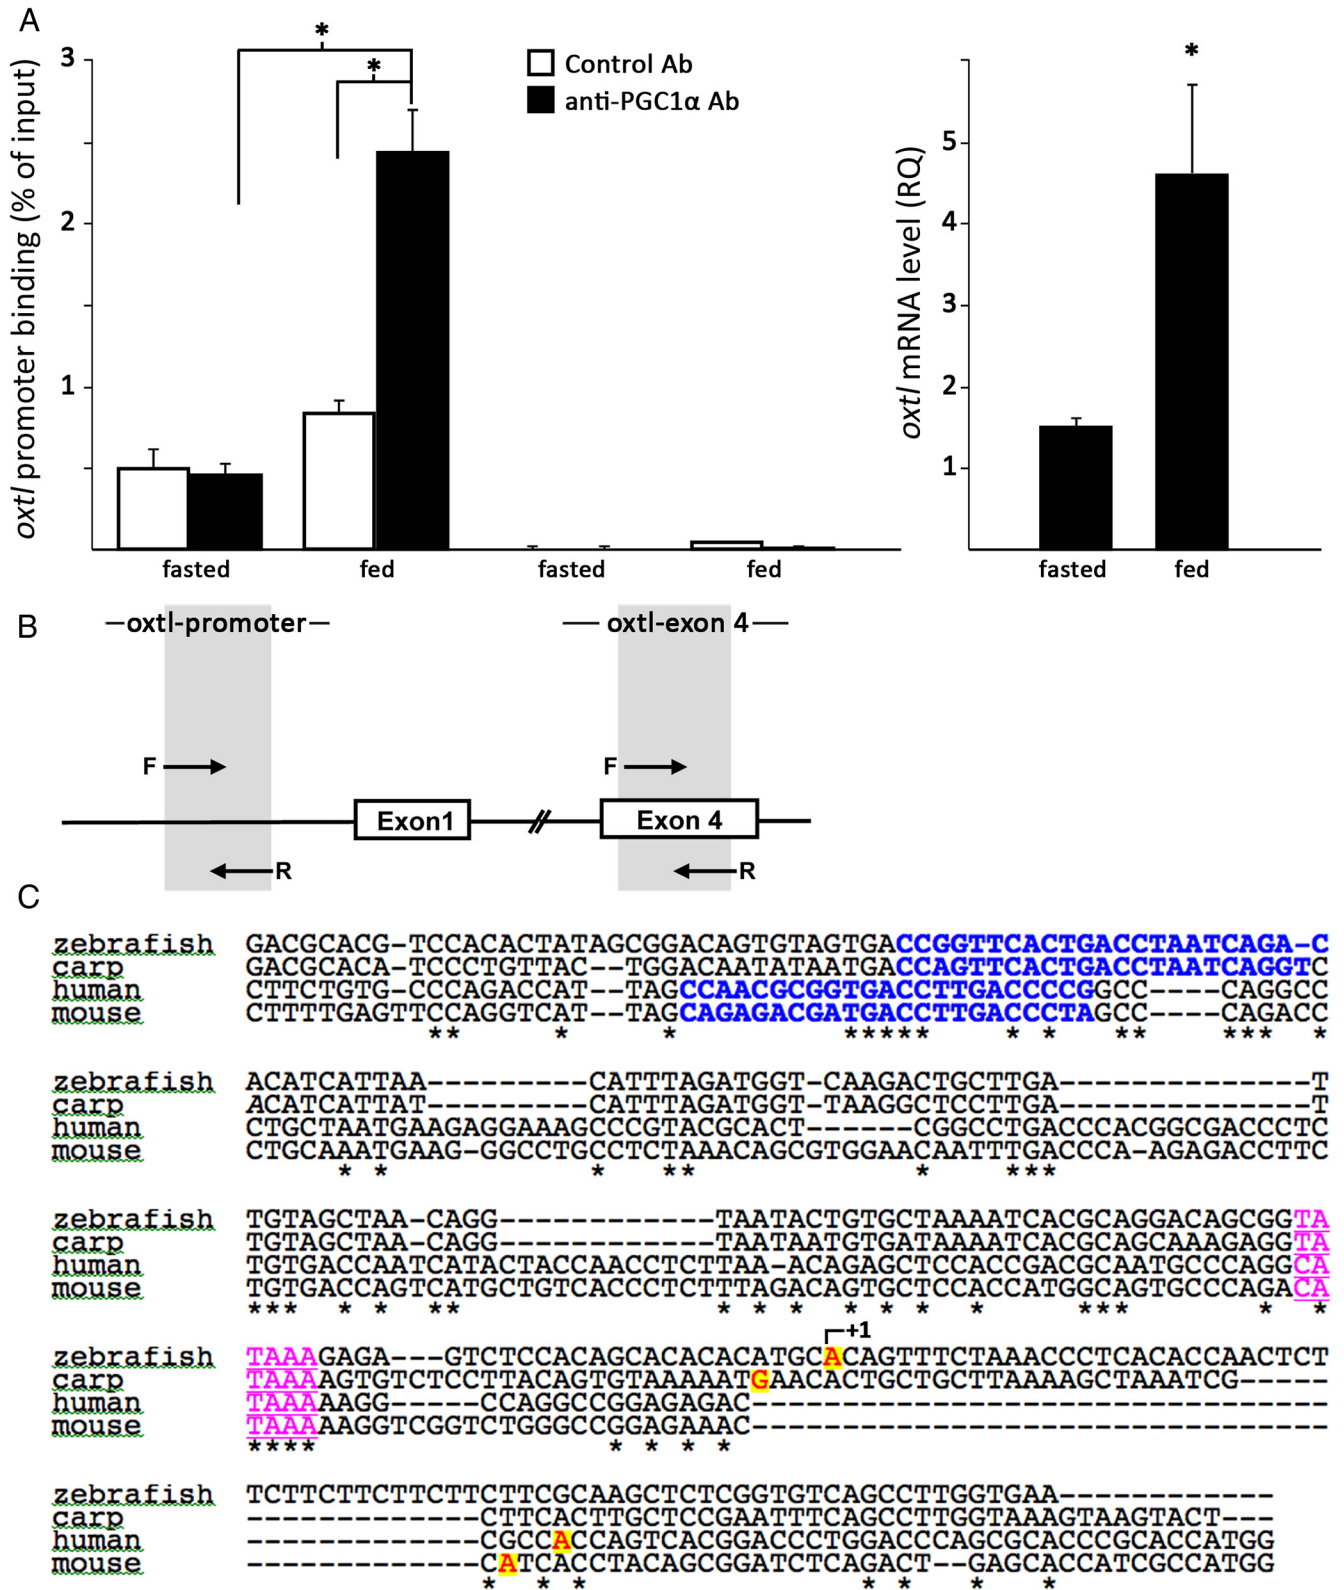 A
*
*
3
2
1
oxtl promoter binding (% of input)
Control Ab
anti-PGC1α Ab
fasted
fed
fasted
fed
*
5
4
3
2
1
oxtl mRNA level (RQ)
fasted
fed
B
oxtl-promoter
oxtl-exon 4
F
F
Exon1
Exon 4
R
R
C
zebrafish GACGCACG-TCCACACTATAGCGGACAGTGTAGTGACCGGTTCACTGACCTAATCAGA-C
carp GACGCACA-TCCCTGTTAC--TGGACAATATAATGACCAGTTCACTGACCTAATCAGGTC
human CTTCTGTG-CCCAGACCAT--TAGCCAACGCGGTGACCTTGACCCCGGCC----CAGGCC
mouse CTTTTGAGTTCCAGGTCAT--TAGCAGAGACGATGACCTTGACCCTAGCC----CAGACC
** * * ***** * * ** *** *
zebrafish ACATCATTAA---------CATTTAGATGGT-CAAGACTGCTTGA--------------T
carp ACATCATTAT---------CATTTAGATGGT-TAAGGCTCCTTGA--------------T
human CTGCTAATGAAGAGGAAAGCCCGTACGCACT------CGGCCTGACCCACGGCGACCCTC
mouse CTGCAAATGAAG-GGCCTGCCTCTAAACAGCGTGGAACAATTTGACCCA-AGAGACCTTC
* * * ** * ***
zebrafish TGTAGCTAA-CAGG------------TAATACTGTGCTAAAATCACGCAGGACAGCGGTA
carp TGTAGCTAA-CAGG------------TAATAATGTGATAAAATCACGCAGCAAAGAGGTA
human TGTGACCAATCATACTACCAACCTCTTAA-ACAGAGCTCCACCGACGCAATGCCCAGGCA
mouse TGTGACCAGTCATGCTGTCACCCTCTTTAGACAGTGCTCCACCATGGCAGTGCCCAGACA
*** * * ** * * * * * * * *** * *
+1
zebrafish TAAAGAGA---GTCTCCACAGCACACACATGCACAGTTTCTAAACCCTCACACCAACTCT
carp TAAAAGTGTCTCCTTACAGTGTAAAAATGAACACTGCTGCTTAAAAGCTAAATCG-----
human TAAAAAGG-----CCAGGCCGGAGAGAC--------------------------------
mouse TAAAAAGGTCGGTCTGGGCCGGAGAAAC--------------------------------
**** * * * *
zebrafish TCTTCTTCTTCTTCTTCGCAAGCTCTCGGTGTCAGCCTTGGTGAA------------
carp -------------CTTCACTTGCTCCGAATTTCAGCCTTGGTAAAGTAAGTACT---
human -------------CGCCACCAGTCACGGACCCTGGACCCAGCGCACCCGCACCATGG
mouse -------------CATCACCTACAGCGGATCTCAGACT--GAGCACCATCGCCATGG
* * * * * * *